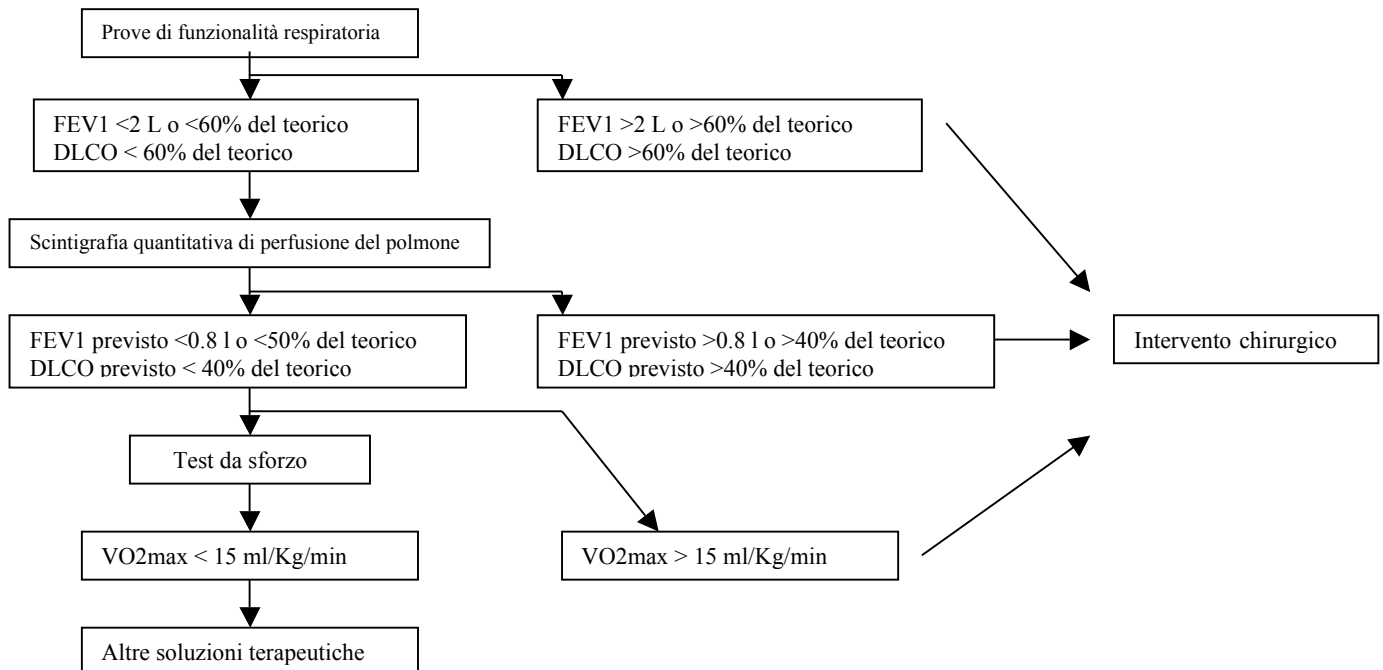 Prove di funzionalità respiratoria
FEV1 <2 L o <60% del teorico
DLCO < 60% del teorico
FEV1 >2 L o >60% del teorico
DLCO >60% del teorico
Scintigrafia quantitativa di perfusione del polmone
FEV1 previsto <0.8 l o <50% del teorico
DLCO previsto < 40% del teorico
FEV1 previsto >0.8 l o >40% del teorico
DLCO previsto >40% del teorico
Intervento chirurgico
Test da sforzo
VO2max < 15 ml/Kg/min
VO2max > 15 ml/Kg/min
Altre soluzioni terapeutiche